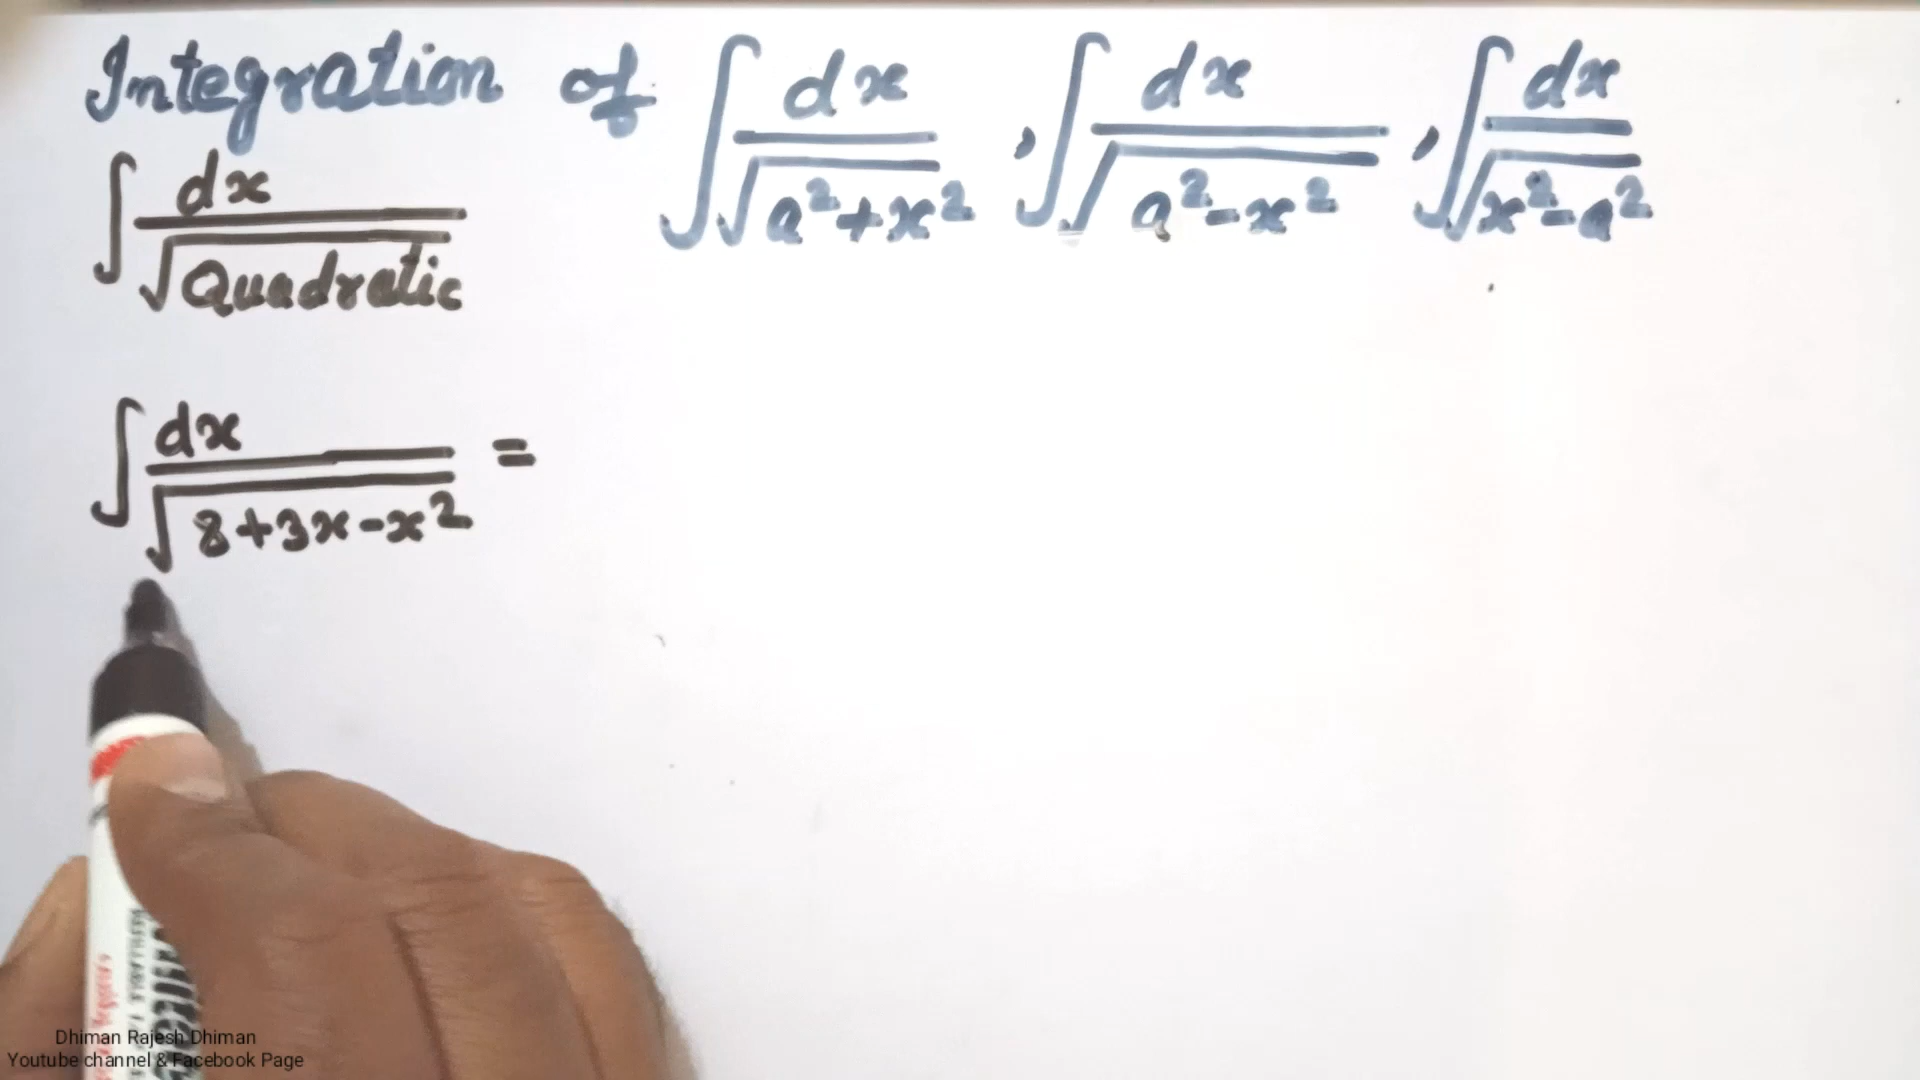 Integration of ∫ dx/√(a²+x²) , ∫ dx/√(a²-x²) , ∫ dx/√(x²-a²)
∫ dx/√Quadratic
∫ dx/√(8+3x-x²) =
Dhiman Rajesh Dhiman
Youtube channel & Facebook Page